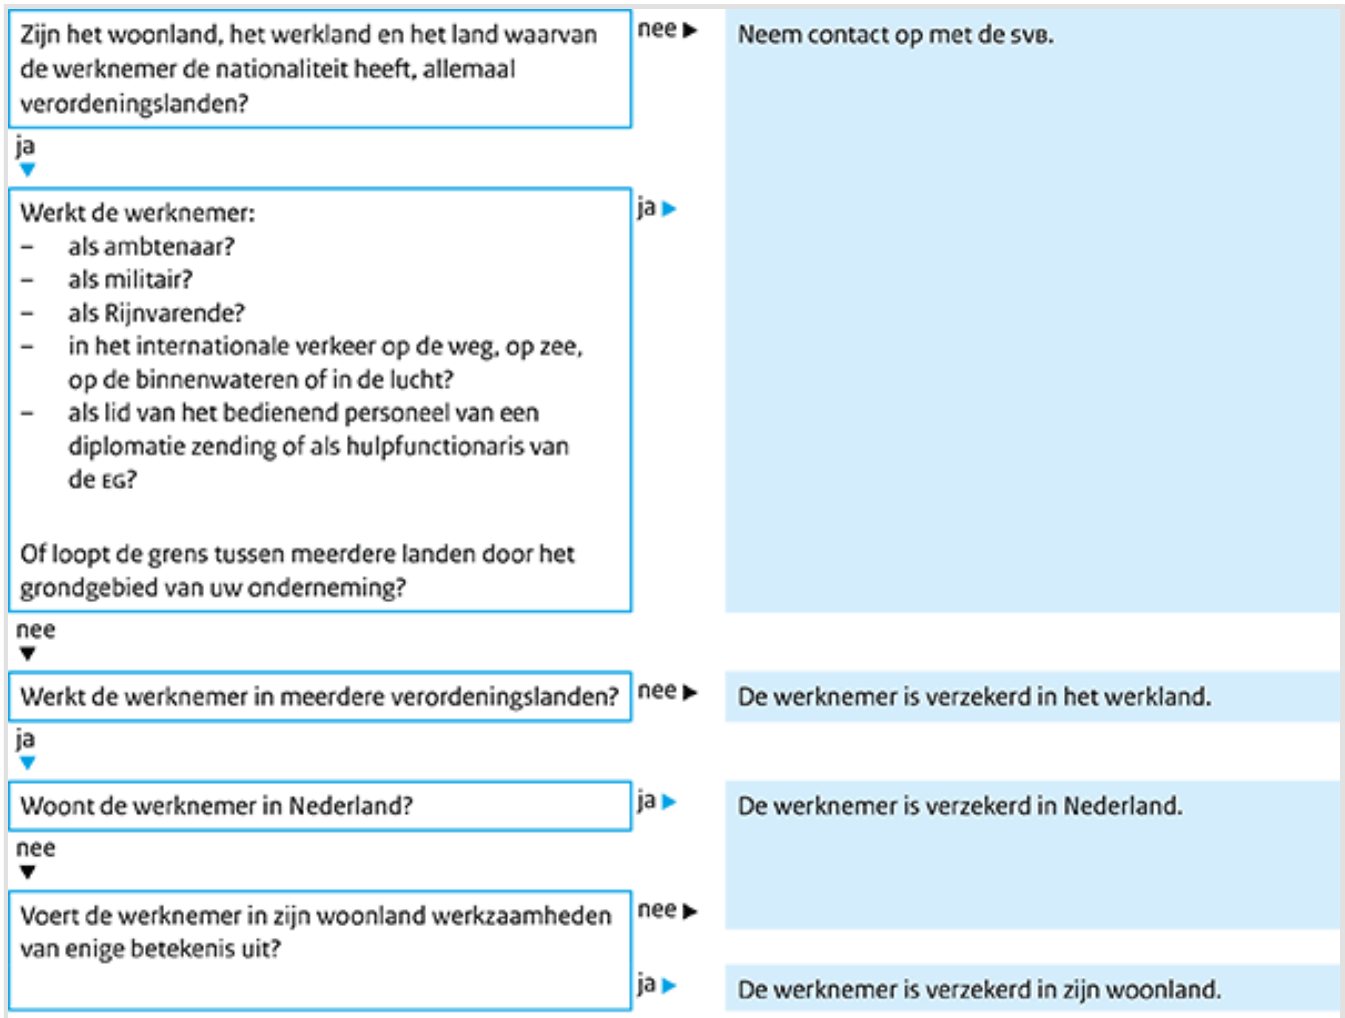 Zijn het woonland, het werkland en het land waarvan
de werknemer de nationaliteit heeft, allemaal
verordeningslanden?
nee ▶
Neem contact op met de SVB.
ja
▼
Werkt de werknemer:
– als ambtenaar?
– als militair?
– als Rijnvarende?
– in het internationale verkeer op de weg, op zee,
op de binnenwateren of in de lucht?
– als lid van het bedienend personeel van een
diplomatie zending of als hulpfunctionaris van
de EG?
Of loopt de grens tussen meerdere landen door het
grondgebied van uw onderneming?
ja ▶
nee
▼
Werkt de werknemer in meerdere verordeningslanden?
nee ▶
De werknemer is verzekerd in het werkland.
ja
▼
Woont de werknemer in Nederland?
ja ▶
De werknemer is verzekerd in Nederland.
nee
▼
Voert de werknemer in zijn woonland werkzaamheden
van enige betekenis uit?
nee ▶
ja ▶
De werknemer is verzekerd in zijn woonland.